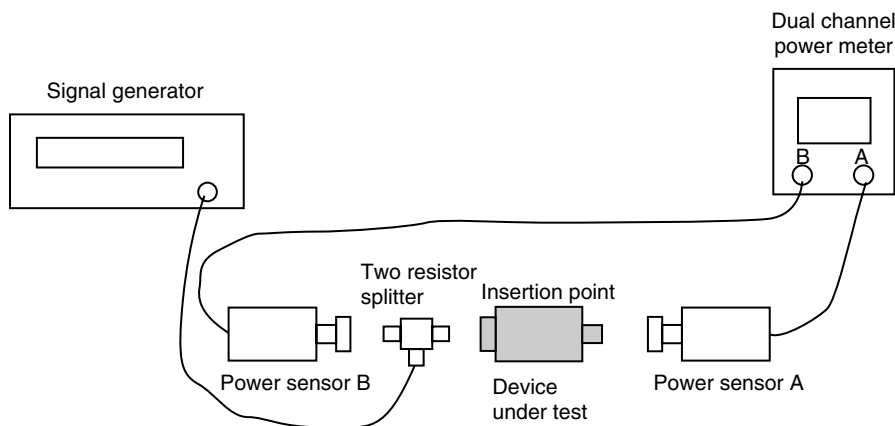 Dual channel
power meter
Signal generator
B
A
Two resistor
splitter
Insertion point
Power sensor B
Device
under test
Power sensor A